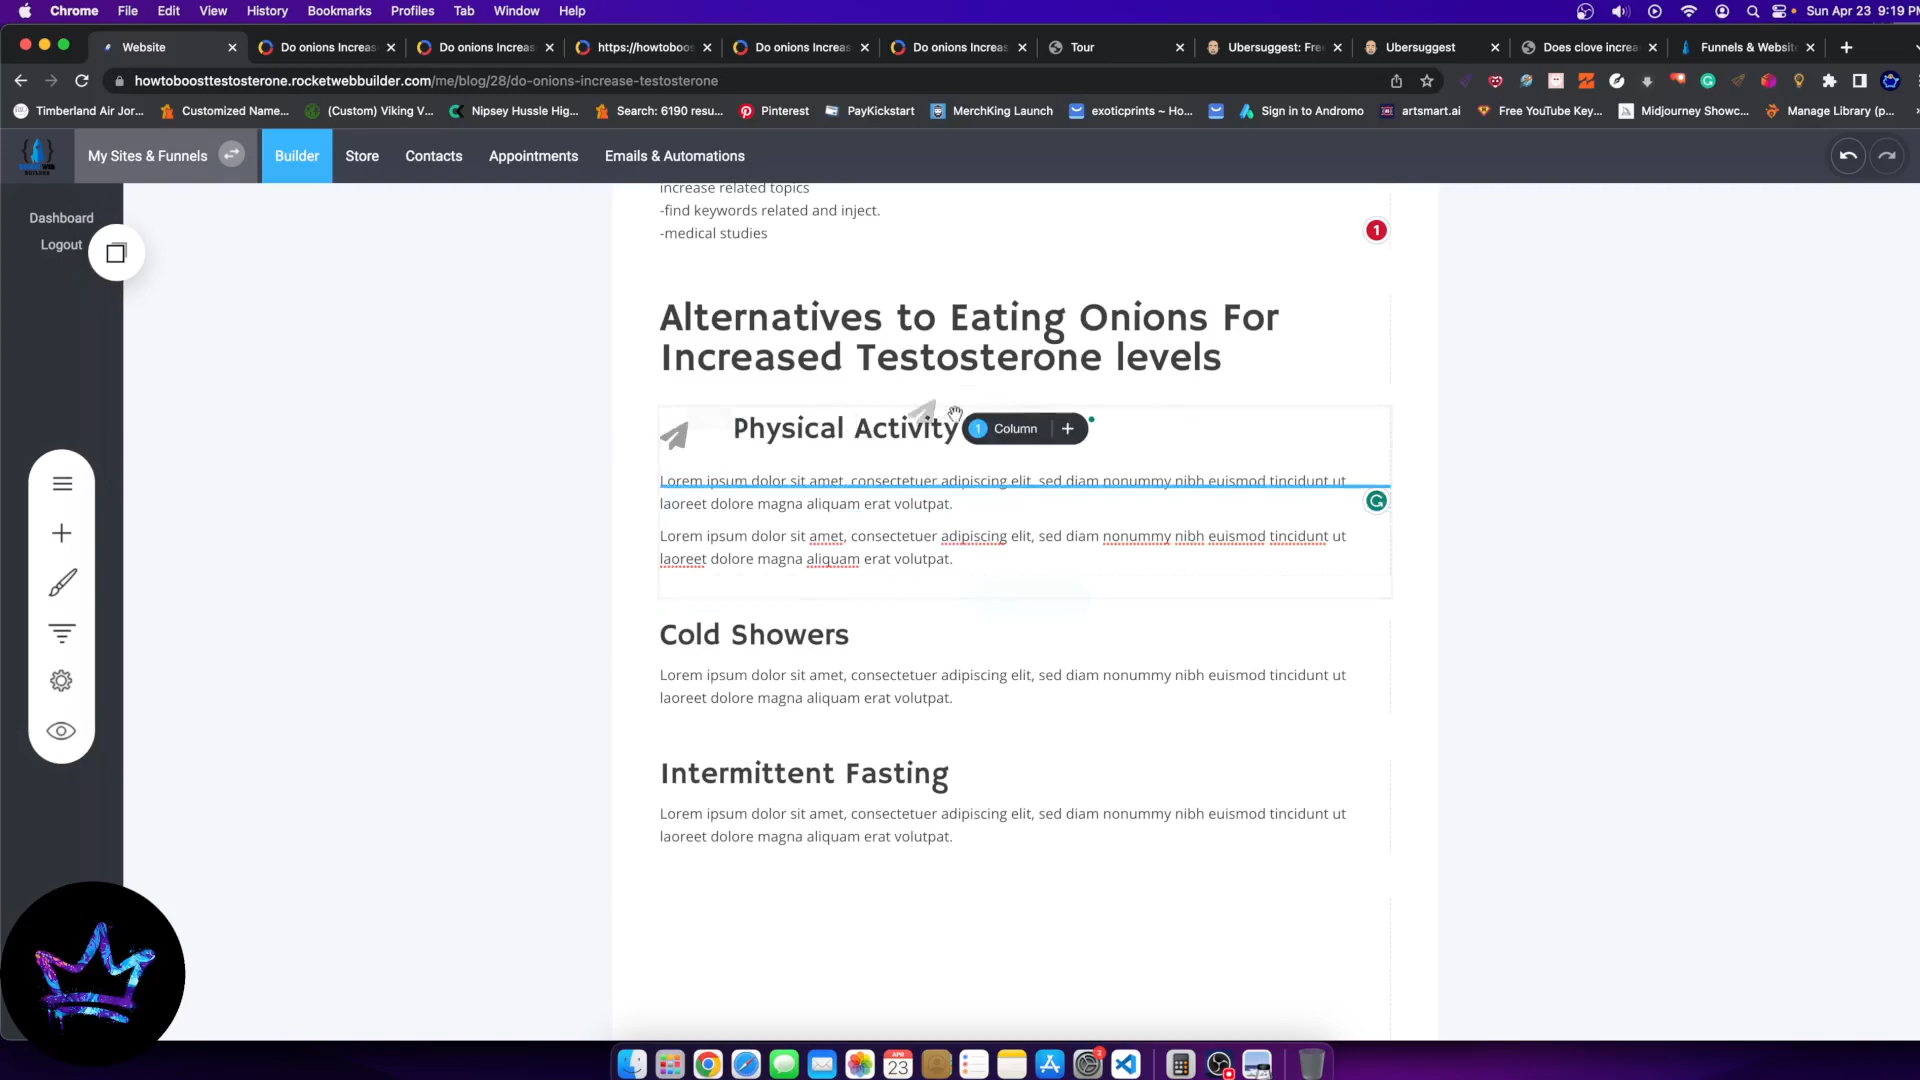 Chrome File Edit View History Bookmarks Profiles Tab Window Help
Sun Apr 23 9:19 PM
Website
Do onions Increas
Do onions Increas
https://howtoboos
Do onions Increas
Do onions Increas
Tour
Ubersuggest: Fre
Ubersuggest
Does clove increa
Funnels & Websit
howtoboosttestosterone.rocketwebbuilder.com/me/blog/28/do-onions-increase-testosterone
Timberland Air Jor...
Customized Name...
(Custom) Viking V...
Nipsey Hussle Hig...
Search: 6190 resu...
Pinterest
PayKickstart
MerchKing Launch
exoticprints ~ Ho...
Sign in to Andromo
artsmart.ai
Free YouTube Key...
Midjourney Showc...
Manage Library (p...
My Sites & Funnels
Builder
Store
Contacts
Appointments
Emails & Automations
Dashboard
Logout
increase related topics
-find keywords related and inject.
-medical studies
1
Alternatives to Eating Onions For
Increased Testosterone levels
Physical Activity
1 Column +
Lorem ipsum dolor sit amet, consectetuer adipiscing elit, sed diam nonummy nibh euismod tincidunt ut
laoreet dolore magna aliquam erat volutpat.
Lorem ipsum dolor sit amet, consectetuer adipiscing elit, sed diam nonummy nibh euismod tincidunt ut
laoreet dolore magna aliquam erat volutpat.
Cold Showers
Lorem ipsum dolor sit amet, consectetuer adipiscing elit, sed diam nonummy nibh euismod tincidunt ut
laoreet dolore magna aliquam erat volutpat.
Intermittent Fasting
Lorem ipsum dolor sit amet, consectetuer adipiscing elit, sed diam nonummy nibh euismod tincidunt ut
laoreet dolore magna aliquam erat volutpat.
APR
23
2